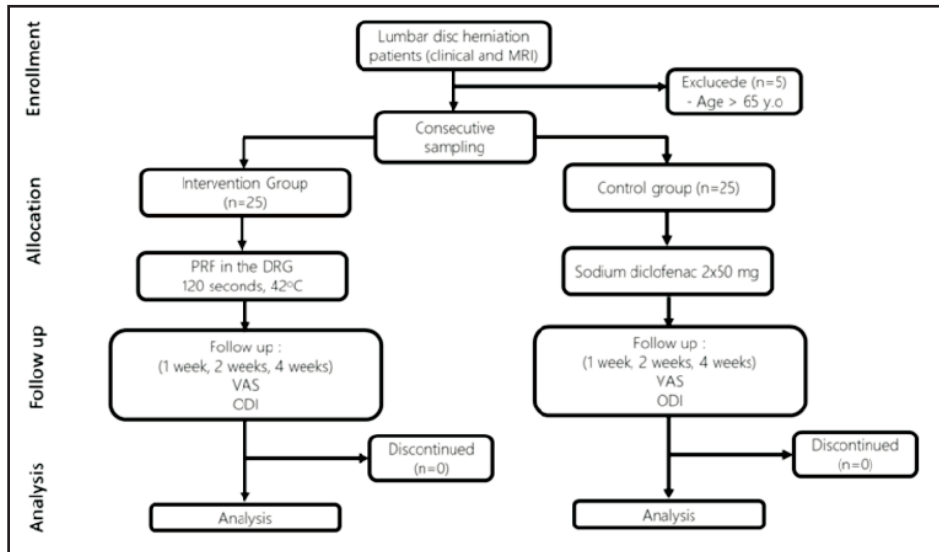 Enrollment
Lumbar disc herniation
patients (clinical and MRI)
Exclucede (n=5)
- Age > 65 y.o
Consecutive
sampling
Allocation
Intervention Group
(n=25)
Control group (n=25)
PRF in the DRG
120 seconds, 42°C
Sodium diclofenac 2x50 mg
Follow up
Follow up :
(1 week, 2 weeks, 4 weeks)
VAS
CDI
Follow up :
(1 week, 2 weeks, 4 weeks)
VAS
ODI
Discontinued
(n=0)
Discontinued
(n=0)
Analysis
Analysis
Analysis